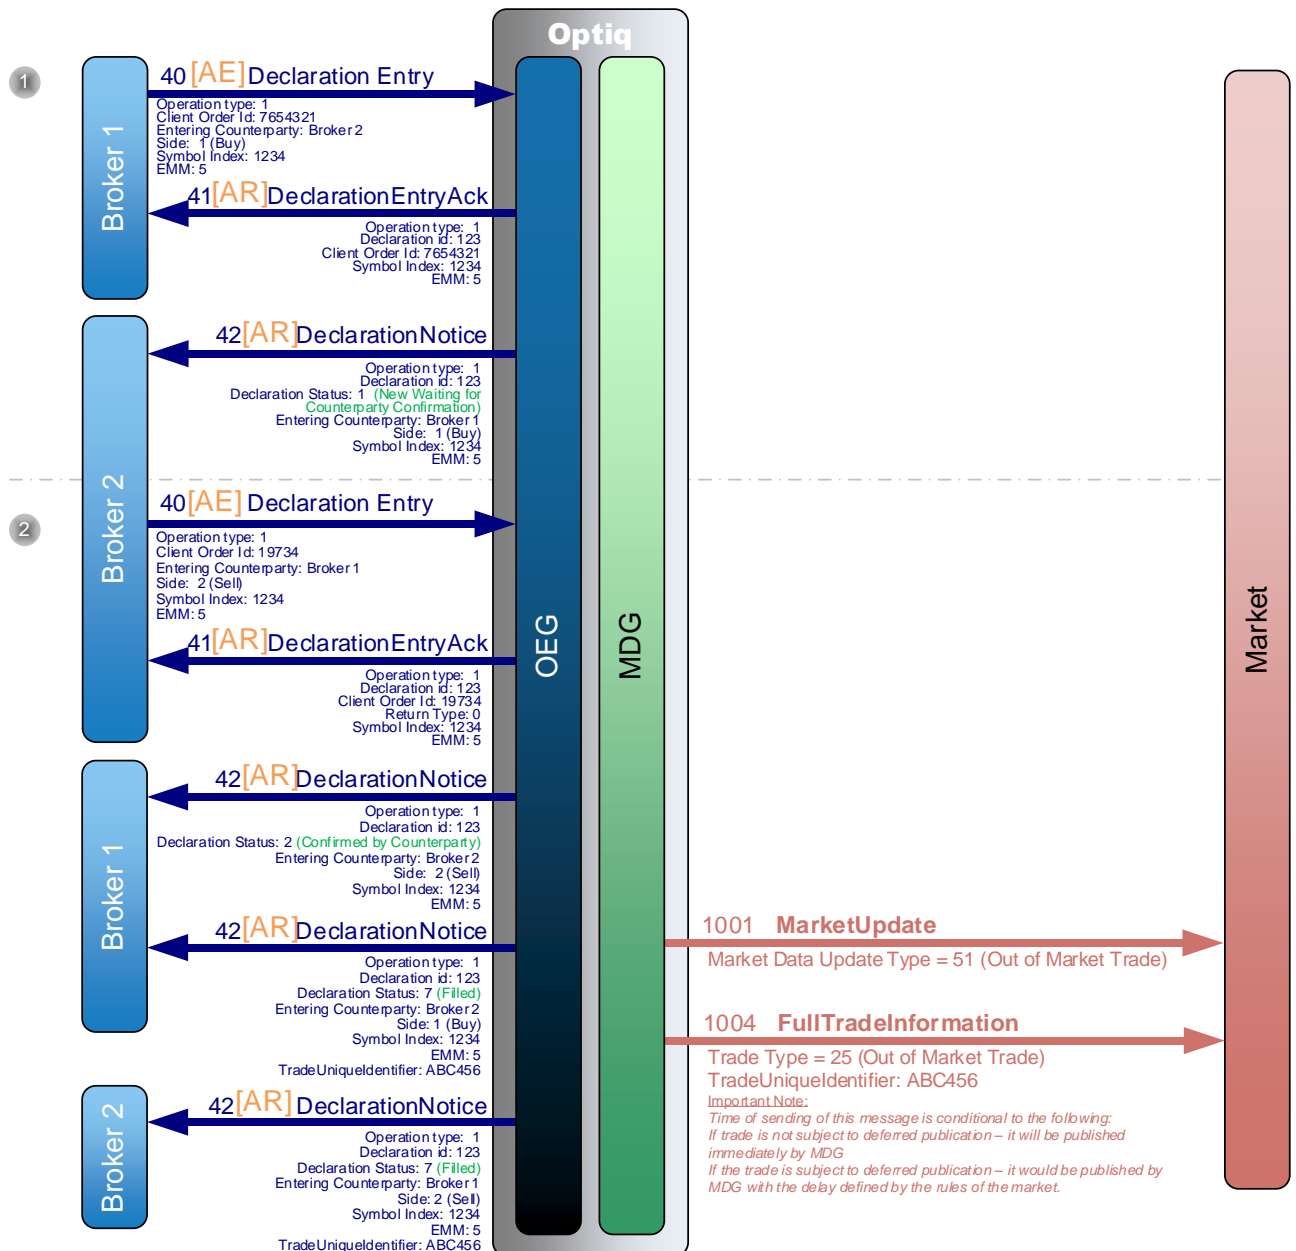 Optiq
1
Broker 1
40 [AE] Declaration Entry
Operation type: 1
Client Order Id: 7654321
Entering Counterparty: Broker 2
Side: 1 (Buy)
Symbol Index: 1234
EMM: 5
41 [AR] DeclarationEntryAck
Operation type: 1
Declaration id: 123
Client Order Id: 7654321
Symbol Index: 1234
EMM: 5
Broker 2
42 [AR] DeclarationNotice
Operation type: 1
Declaration id: 123
Declaration Status: 1 (New Waiting for
Counterparty Confirmation)
Entering Counterparty: Broker 1
Side: 1 (Buy)
Symbol Index: 1234
EMM: 5
2
40 [AE] Declaration Entry
Operation type: 1
Client Order Id: 19734
Entering Counterparty: Broker 1
Side: 2 (Sell)
Symbol Index: 1234
EMM: 5
41 [AR] DeclarationEntryAck
Operation type: 1
Declaration id: 123
Client Order Id: 19734
Return Type: 0
Symbol Index: 1234
EMM: 5
OEG
MDG
Market
Broker 1
42 [AR] DeclarationNotice
Operation type: 1
Declaration id: 123
Declaration Status: 2 (Confirmed by Counterparty)
Entering Counterparty: Broker 2
Side: 2 (Sell)
Symbol Index: 1234
EMM: 5
42 [AR] DeclarationNotice
Operation type: 1
Declaration id: 123
Declaration Status: 7 (Filled)
Entering Counterparty: Broker 2
Side: 1 (Buy)
Symbol Index: 1234
EMM: 5
TradeUniqueIdentifier: ABC456
1001 MarketUpdate
Market Data Update Type = 51 (Out of Market Trade)
1004 FullTradeInformation
Trade Type = 25 (Out of Market Trade)
TradeUniqueIdentifier: ABC456
Important Note:
Time of sending of this message is conditional to the following:
If trade is not subject to deferred publication – it will be published
immediately by MDG
If the trade is subject to deferred publication – it would be published by
MDG with the delay defined by the rules of the market.
Broker 2
42 [AR] DeclarationNotice
Operation type: 1
Declaration id: 123
Declaration Status: 7 (Filled)
Entering Counterparty: Broker 1
Side: 2 (Sell)
Symbol Index: 1234
EMM: 5
TradeUniqueIdentifier: ABC456